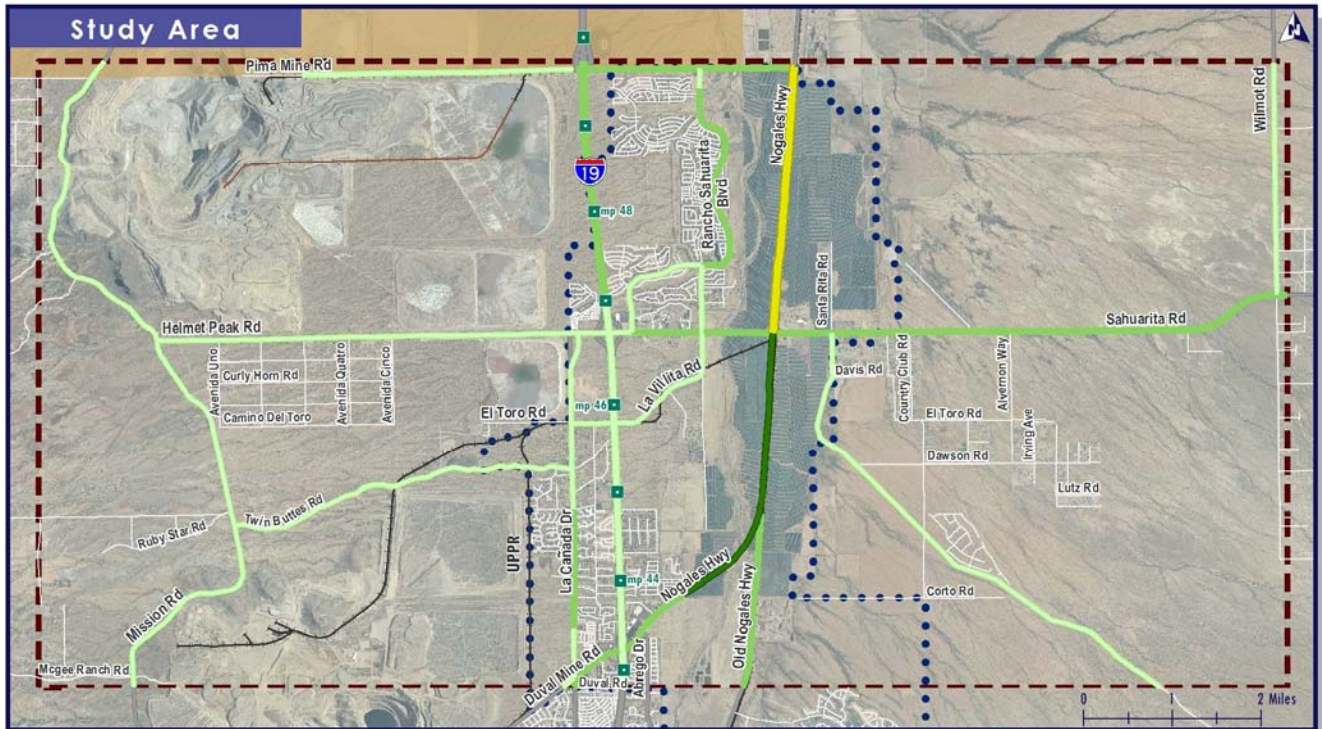 Study Area
Pima Mine Rd
Nogales Hwy
Wilmot Rd
19
mp 48
Rancho Sahuarita
Blvd
Santa Rita Rd
Helmet Peak Rd
Sahuarita Rd
Avenida Uno
Curly Horn Rd
Avenida Quatro
Avenida Cinco
Camino Del Toro
La Villita Rd
Davis Rd
Country Club Rd
Alvernon Way
mp 46
El Toro Rd
El Toro Rd
Irving Ave
Dawson Rd
Lutz Rd
Twin Buttes Rd
Ruby Star Rd
UPPR
La Cañada Dr
mp 44
Nogales Hwy
Old Nogales Hwy
Corto Rd
Mission Rd
Mcgee Ranch Rd
Duval Mine Rd
Duval Rd
Abrego Dr
0 1 2 Miles